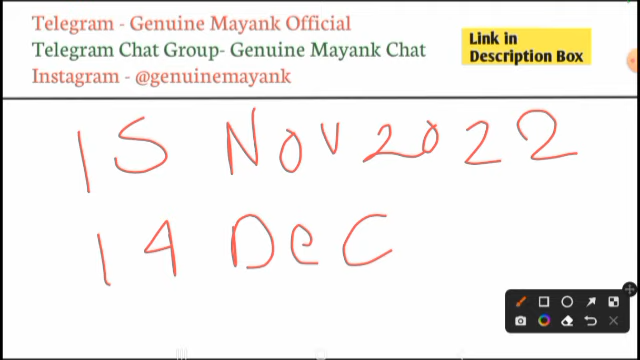 Telegram - Genuine Mayank Official
Telegram Chat Group- Genuine Mayank Chat
Instagram - @genuinemayank
Link in
Description Box
15 Nov 2022
14 Dec